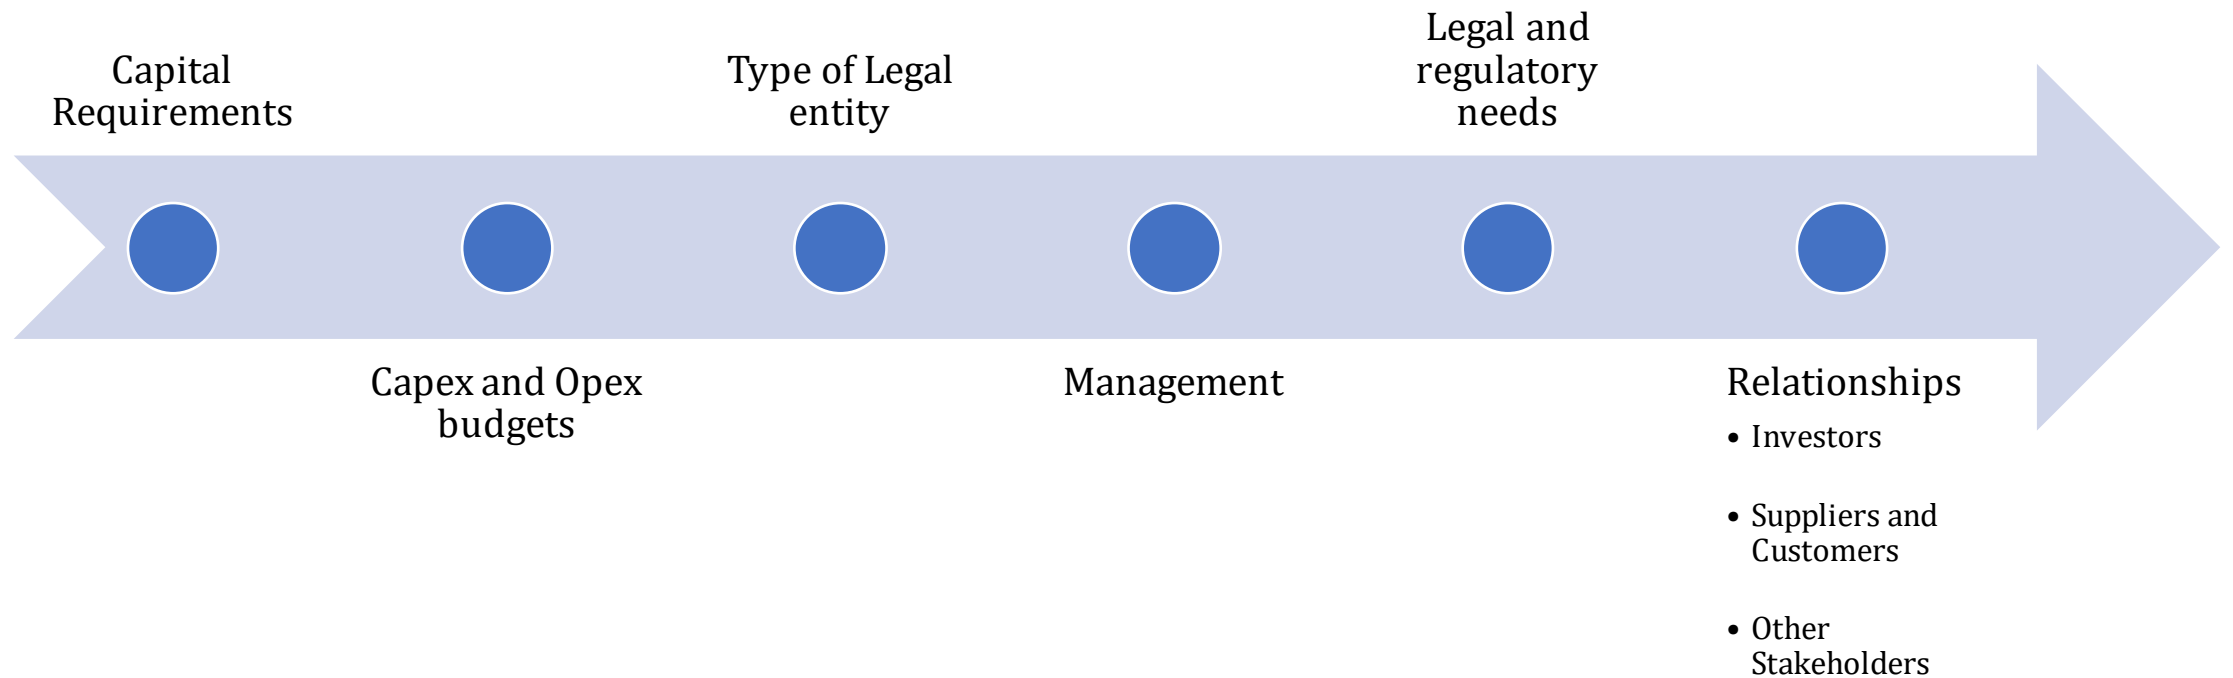 Capital
Requirements
Capex and Opex
budgets
Type of Legal
entity
Management
Legal and
regulatory
needs
Relationships
• Investors
• Suppliers and
Customers
• Other
Stakeholders